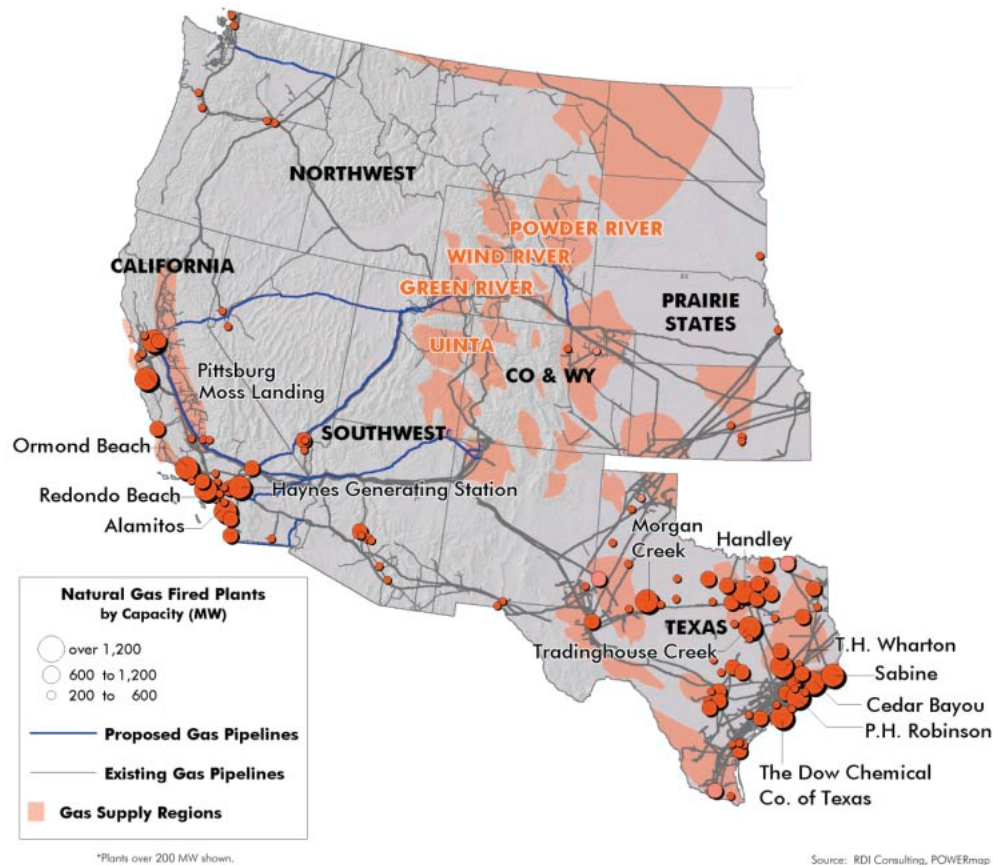 NORTHWEST
POWDER RIVER
WIND RIVER
CALIFORNIA
GREEN RIVER
PRAIRIE
STATES
UINTA
CO & WY
Pittsburg
Moss Landing
SOUTHWEST
Ormond Beach
Haynes Generating Station
Redondo Beach
Alamitos
Morgan
Creek
Handley
TEXAS
Tradinghouse Creek
T.H. Wharton
Sabine
Cedar Bayou
P.H. Robinson
The Dow Chemical
Co. of Texas
Natural Gas Fired Plants
by Capacity (MW)
over 1,200
600 to 1,200
200 to 600
Proposed Gas Pipelines
Existing Gas Pipelines
Gas Supply Regions
*Plants over 200 MW shown.
Source: RDI Consulting, POWERmap